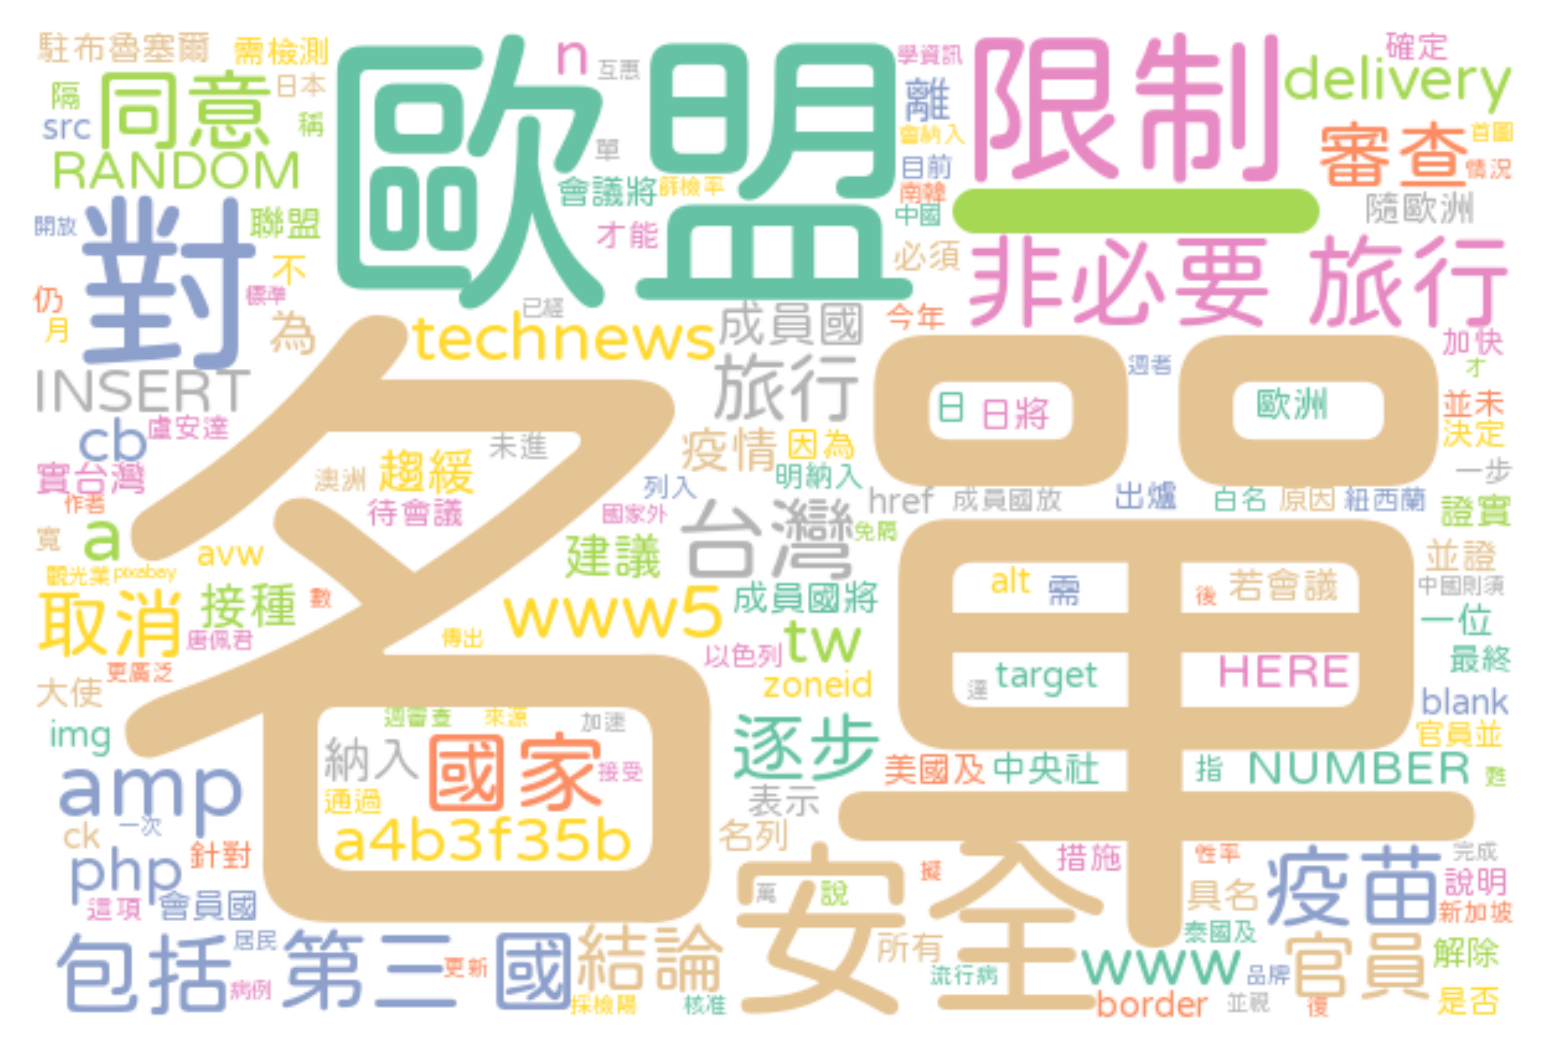 駐布魯塞爾
需檢測
n
互惠
學資訊
確定
隔
同意
日本
歐盟
限制
delivery
src
稱
離
RANDOM
單
會納入
審查
首圖
會議將
篩檢率
目前
情況
開放
對
聯盟
才能
南韓
中國
隨歐洲
不
必須
非必要 旅行
仍
標準
已經
月
為
technews
成員國
今年
加快
INSERT
旅行
週者
才
cb
盧安達
未進
疫情
因為
日
日將
歐洲
並未
決定
實台灣
澳洲
趨緩
明納入
一步
作者
待會議
列入
href
成員國放
出爐
白名
原因
紐西蘭
證實
寬
a
avw
國家外
台灣
免隔
觀光業
pixabay
建議
並證
取消
接種
數
www5
成員國將
alt
需
後
若會議
中國則須
唐佩君
傳出
tw
一位
更廣泛
以色列
最終
大使
zoneid
達
target
HERE
blank
img
週審查
來源
加速
官員並
納入
國家
接受
逐步
美國及
中央社
指
NUMBER
甦
amp
通過
表示
ck
一次
a4b3f35b
名列
名單
php
針對
措施
性率
疫苗
完成
擬
說明
這項
會員國
萬
說
安全
具名
新加坡
包括
居民
第三
國
結論
所有
泰國及
官員
解除
更新
流行病
www
品牌
病例
採檢陽
核准
border
並視
復
是否